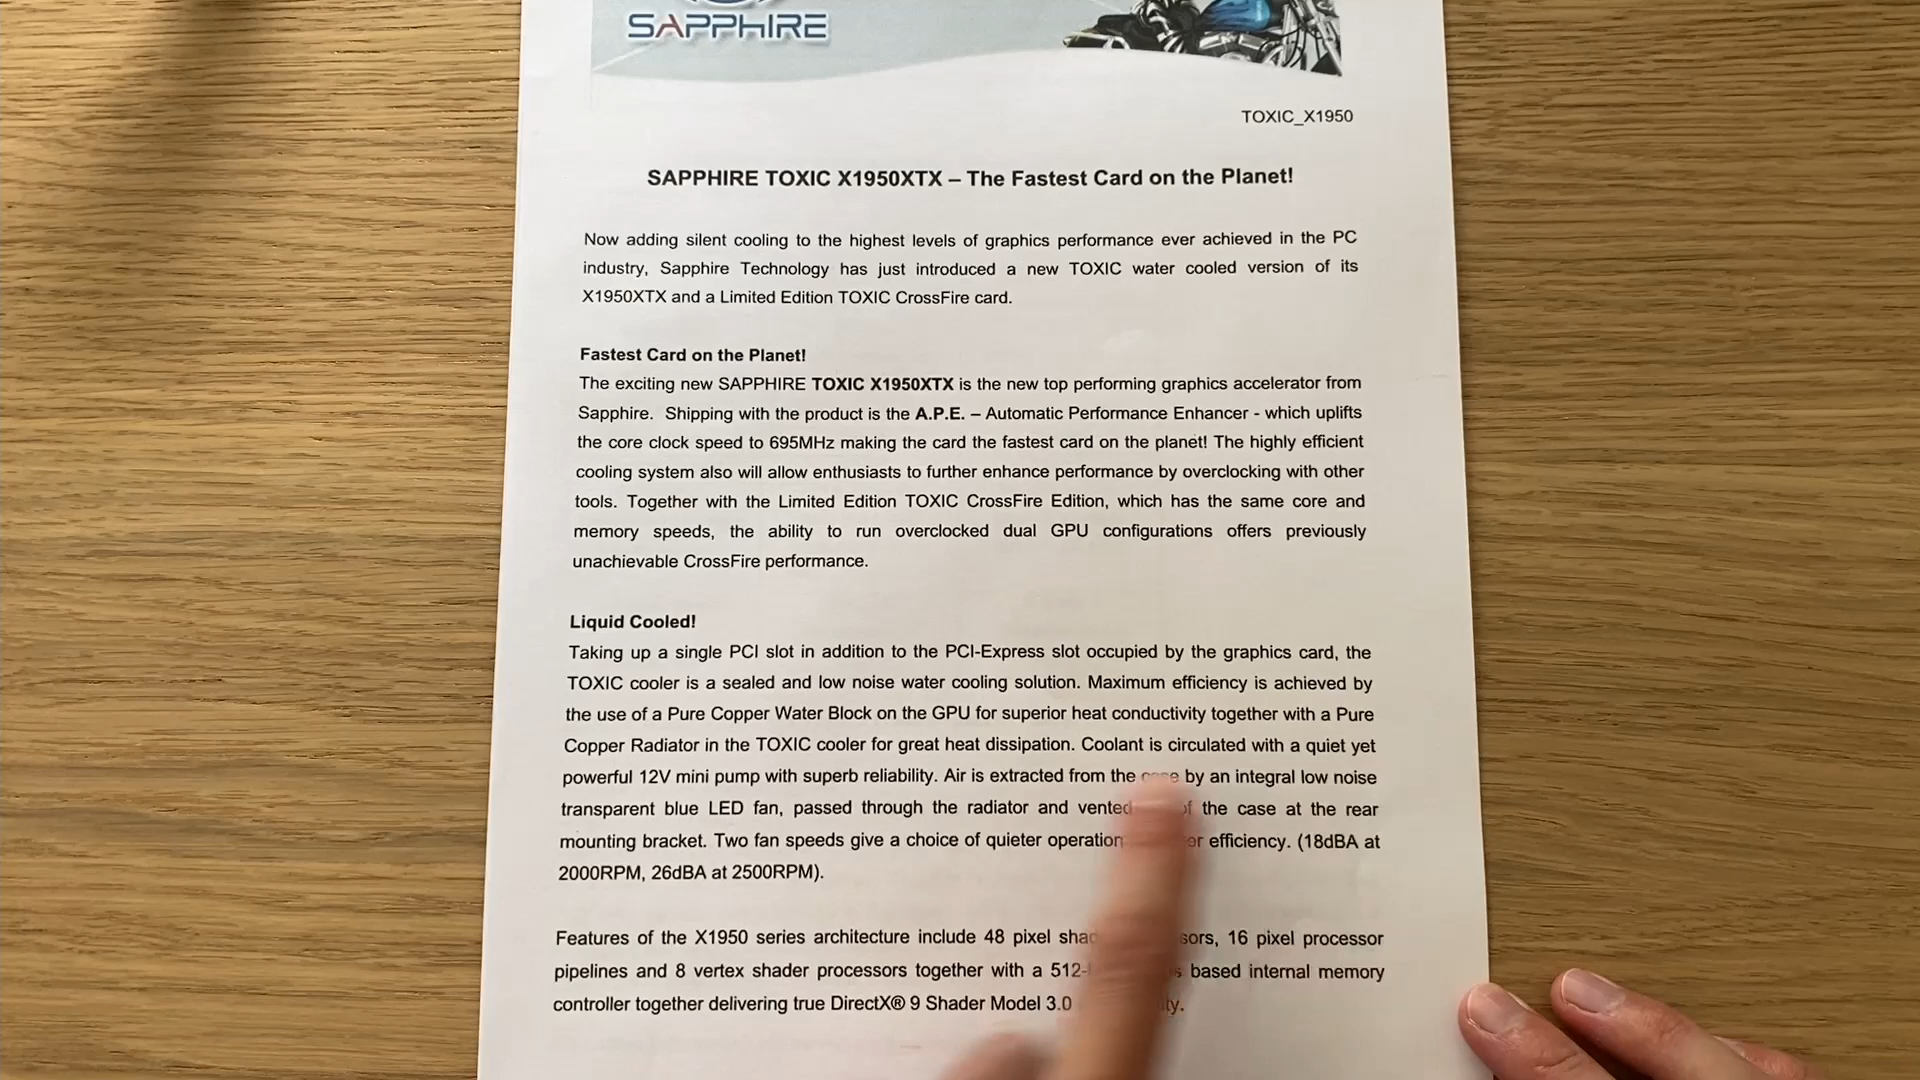 SAPPHIRE
TOXIC_X1950
SAPPHIRE TOXIC X1950XTX – The Fastest Card on the Planet!
Now adding silent cooling to the highest levels of graphics performance ever achieved in the PC
industry, Sapphire Technology has just introduced a new TOXIC water cooled version of its
X1950XTX and a Limited Edition TOXIC CrossFire card.
Fastest Card on the Planet!
The exciting new SAPPHIRE TOXIC X1950XTX is the new top performing graphics accelerator from
Sapphire. Shipping with the product is the A.P.E. – Automatic Performance Enhancer - which uplifts
the core clock speed to 695MHz making the card the fastest card on the planet! The highly efficient
cooling system also will allow enthusiasts to further enhance performance by overclocking with other
tools. Together with the Limited Edition TOXIC CrossFire Edition, which has the same core and
memory speeds, the ability to run overclocked dual GPU configurations offers previously
unachievable CrossFire performance.
Liquid Cooled!
Taking up a single PCI slot in addition to the PCI-Express slot occupied by the graphics card, the
TOXIC cooler is a sealed and low noise water cooling solution. Maximum efficiency is achieved by
the use of a Pure Copper Water Block on the GPU for superior heat conductivity together with a Pure
Copper Radiator in the TOXIC cooler for great heat dissipation. Coolant is circulated with a quiet yet
powerful 12V mini pump with superb reliability. Air is extracted from the case by an integral low noise
transparent blue LED fan, passed through the radiator and vented the case at the rear
mounting bracket. Two fan speeds give a choice of quieter operation efficiency. (18dBA at
2000RPM, 26dBA at 2500RPM).
Features of the X1950 series architecture include 48 pixel 16 pixel processor
pipelines and 8 vertex shader processors together with a based internal memory
controller together delivering true DirectX® 9 Shader Model 3.0